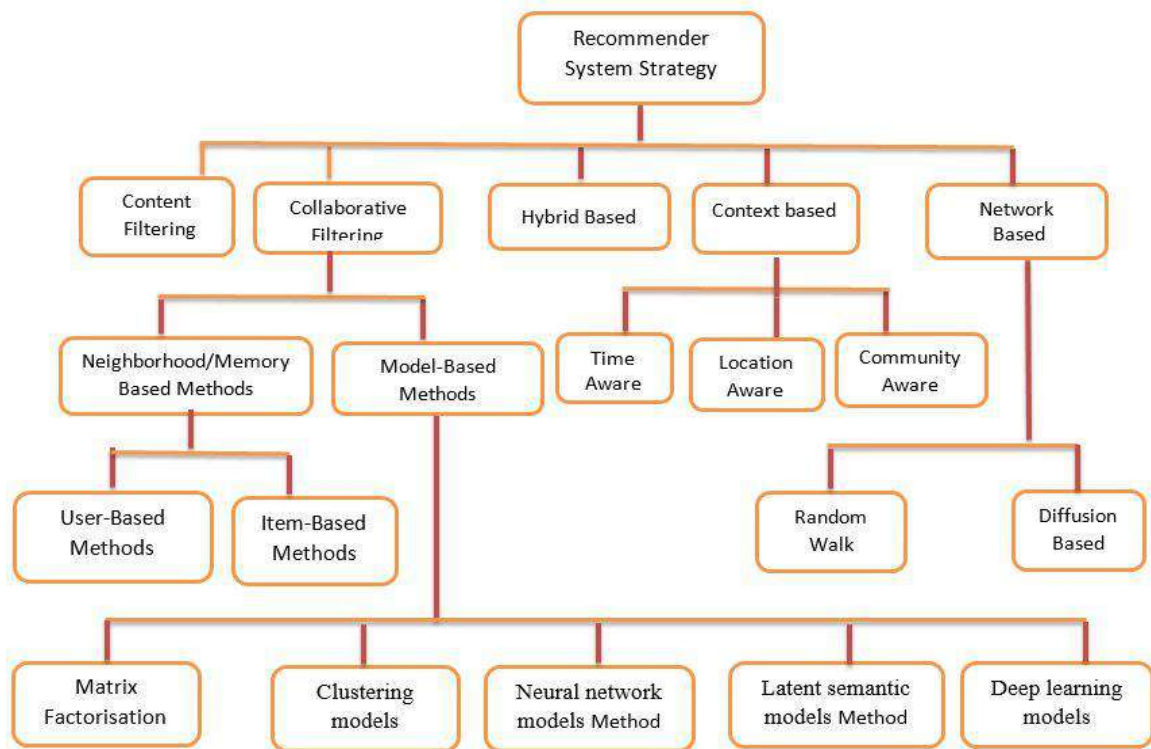 Recommender
System Strategy
Content
Filtering
Collaborative
Filtering
Hybrid Based
Context based
Network
Based
Neighborhood/Memory
Based Methods
Model-Based
Methods
Time
Aware
Location
Aware
Community
Aware
User-Based
Methods
Item-Based
Methods
Random
Walk
Diffusion
Based
Matrix
Factorisation
Clustering
models
Neural network
models Method
Latent semantic
models Method
Deep learning
models